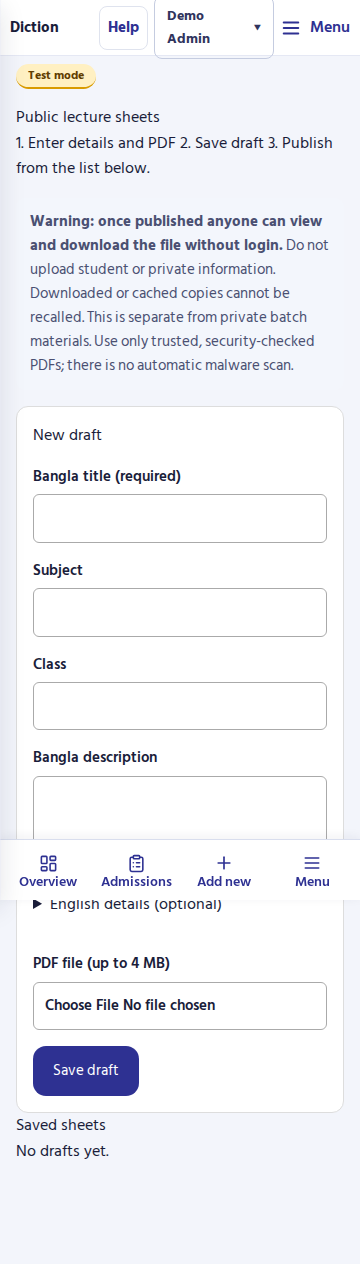 Diction
Help
Demo
Admin
Menu
Test mode
Public lecture sheets
1. Enter details and PDF 2. Save draft 3. Publish
from the list below.
Warning: once published anyone can view
and download the file without login. Do not
upload student or private information.
Downloaded or cached copies cannot be
recalled. This is separate from private batch
materials. Use only trusted, security-checked
PDFs; there is no automatic malware scan.
New draft
Bangla title (required)
Subject
Class
Bangla description
Overview
Admissions
Add new
Menu
English details (optional)
PDF file (up to 4 MB)
Choose File No file chosen
Save draft
Saved sheets
No drafts yet.